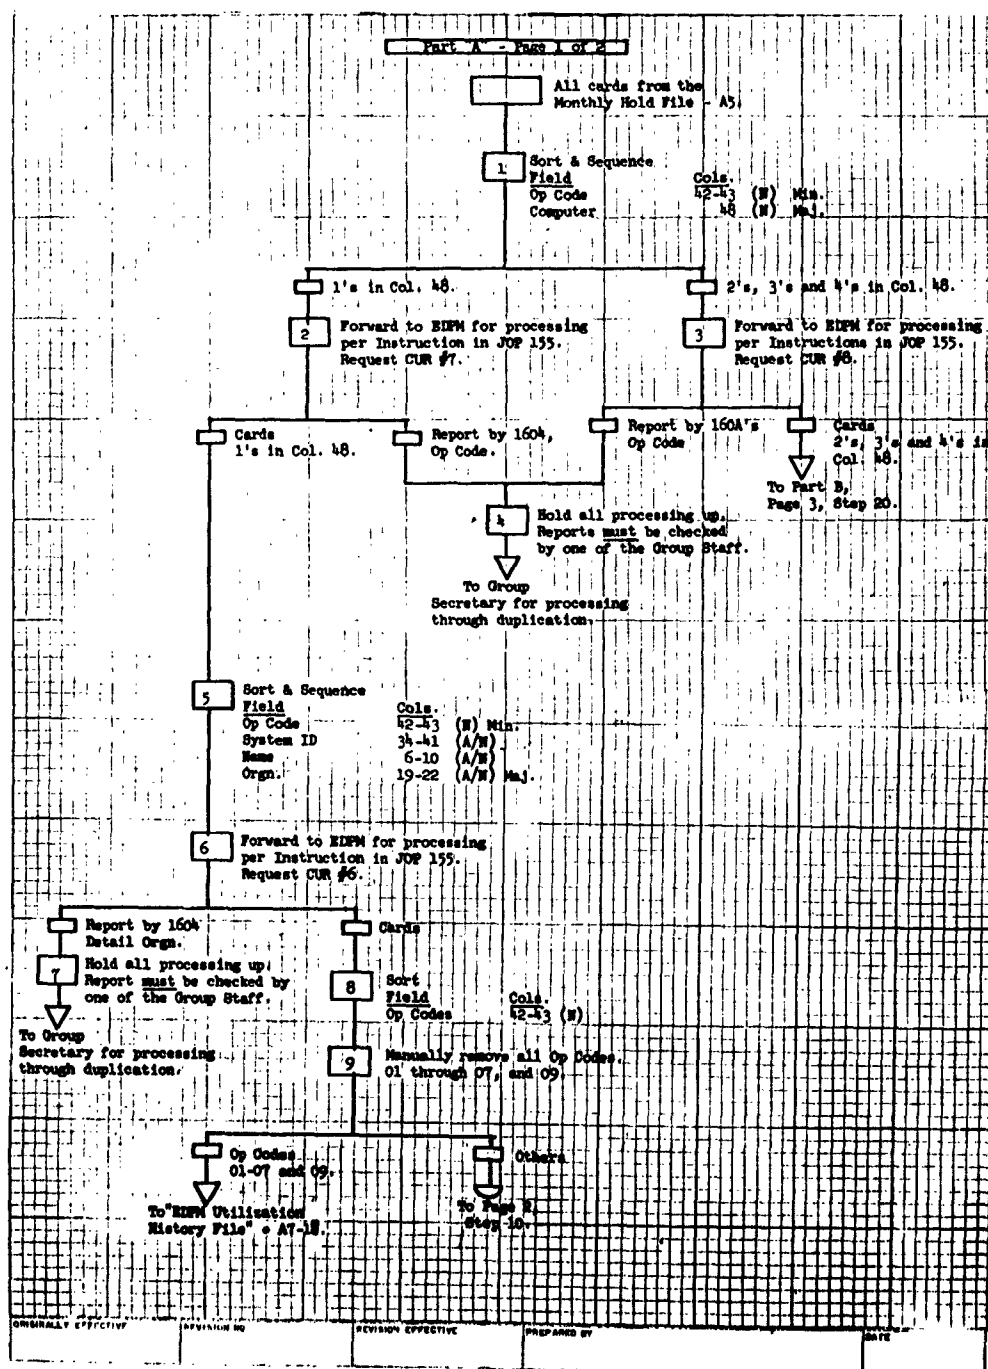 Part "A" - Page 1 of 2
All cards from the
Monthly Hold File - A5.
1
Sort & Sequence
Field Cols.
Op Code 42-43 (N) Min.
Computer 48 (N) Maj.
1's in Col. 48.
2's, 3's and 4's in Col. 48.
2
Forward to EDPM for processing
per Instruction in JOP 155.
Request CUR #7.
3
Forward to EDPM for processing
per Instructions in JOP 155.
Request CUR #8.
Cards
1's in Col. 48.
Report by 1604,
Op Code.
Report by 160A's
Op Code
Cards
2's, 3's and 4's in
Col. 48.
To Part B,
Page 3, Step 20.
4
Hold all processing up.
Reports must be checked
by one of the Group Staff.
To Group
Secretary for processing
through duplication.
5
Sort & Sequence
Field Cols.
Op Code 42-43 (N) Min.
System ID 34-41 (A/N)
Name 6-10 (A/N)
Orgn. 19-22 (A/N) Maj.
6
Forward to EDPM for processing
per Instruction in JOP 155.
Request CUR #6.
Report by 1604
Detail Orgn.
Cards
7
Hold all processing up.
Report must be checked by
one of the Group Staff.
To Group
Secretary for processing
through duplication.
8
Sort
Field Cols.
Op Codes 42-43 (N)
9
Manually remove all Op Codes.
01 through 07, and 09.
Op Codes
01-07 and 09.
Others
To "EDPM Utilization
History File" - A7-18.
To Page 2,
Step 10.
ORIGINALLY EFFECTIVE REVISION NO REVISION EFFECTIVE PREPARED BY DATE